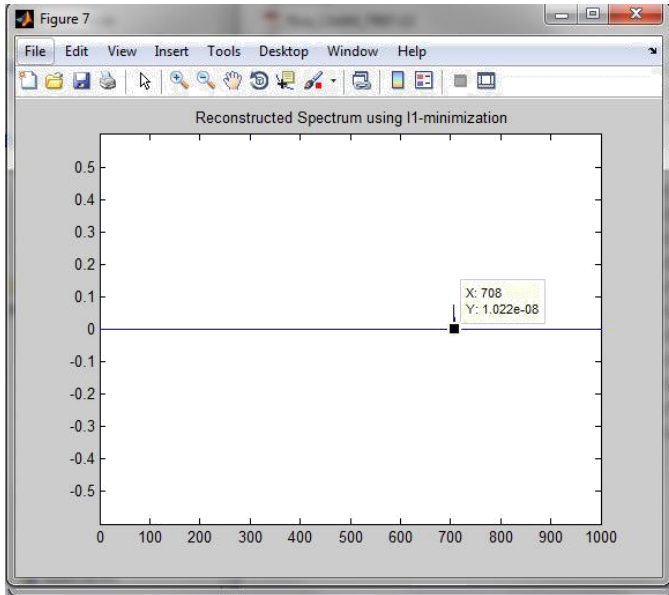 Figure 7
File Edit View Insert Tools Desktop Window Help
Reconstructed Spectrum using l1-minimization
0.5
0.4
0.3
0.2
0.1
0
-0.1
-0.2
-0.3
-0.4
-0.5
X: 708
Y: 1.022e-08
0 100 200 300 400 500 600 700 800 900 1000